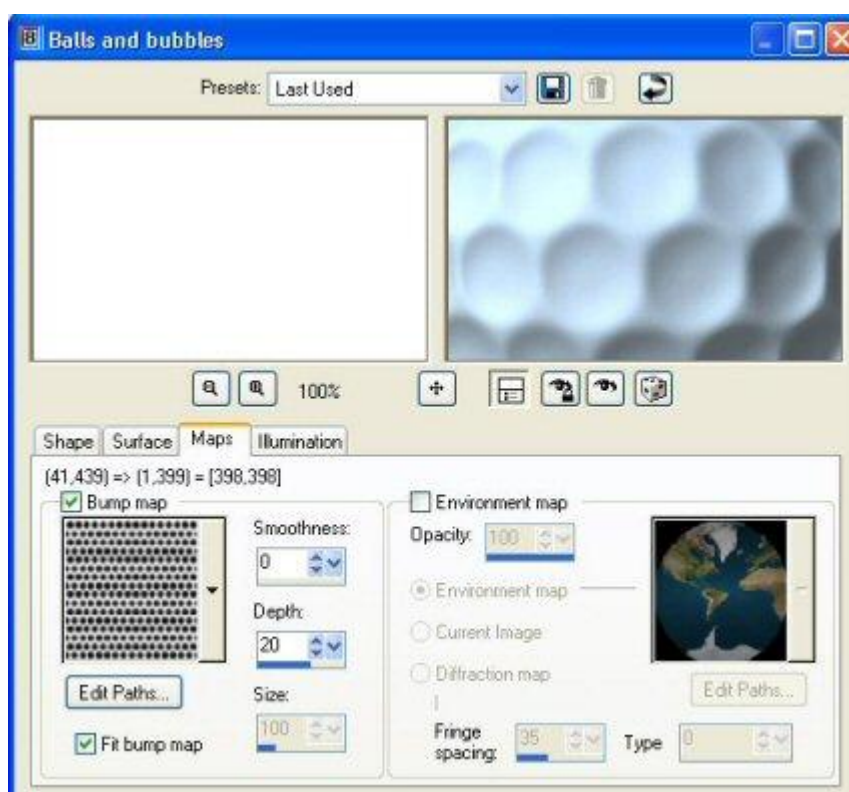 Balls and bubbles
Presets: Last Used
100%
Shape Surface Maps Illumination
(41,439) => (1,399) = [398,398]
Bump map
Smoothness:
0
Depth:
20
Size:
100
Edit Paths...
Fit bump map
Environment map
Opacity: 100
Environment map
Current Image
Diffraction map
Edit Paths...
Fringe spacing: 35 Type 0